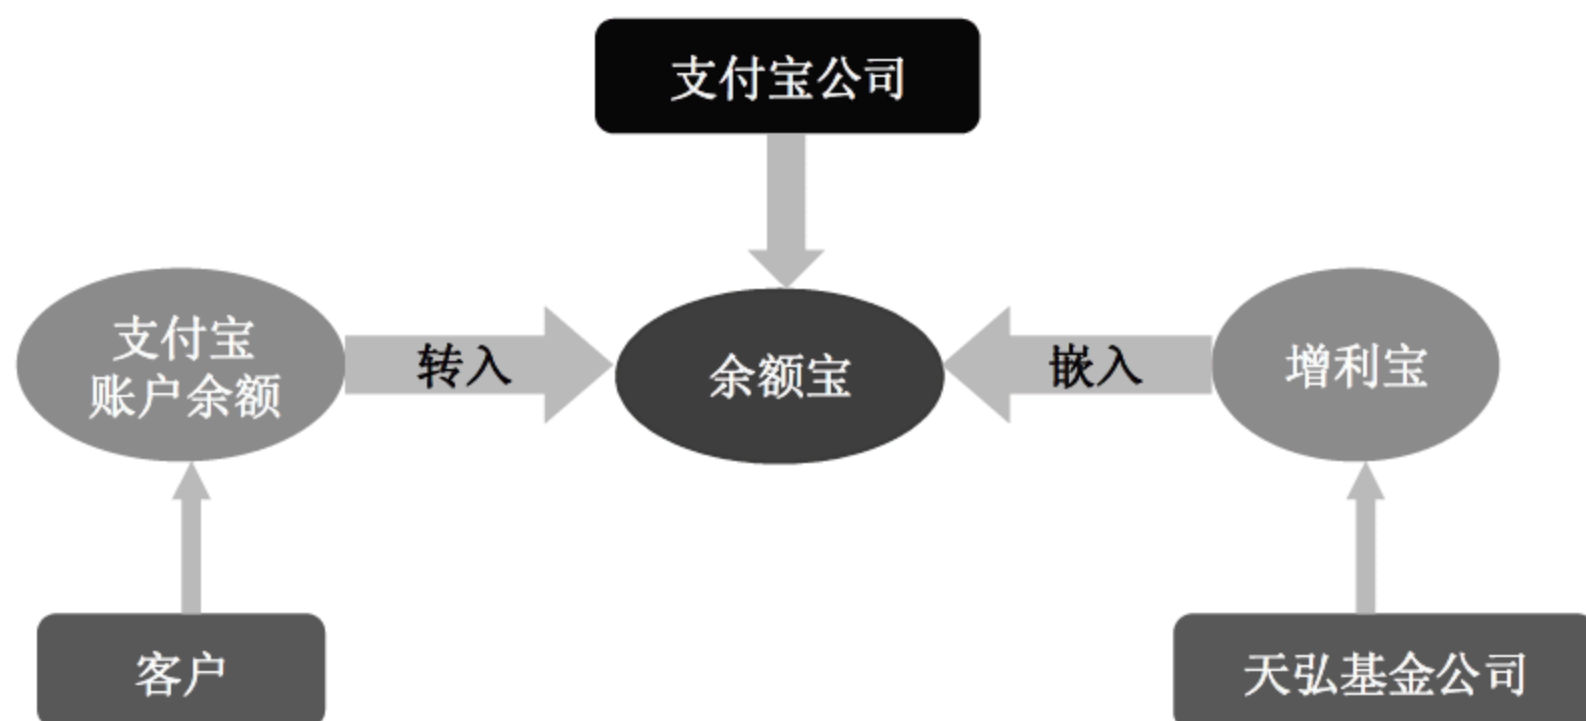 支付宝公司
支付宝
账户余额
转入
余额宝
嵌入
增利宝
客户
天弘基金公司